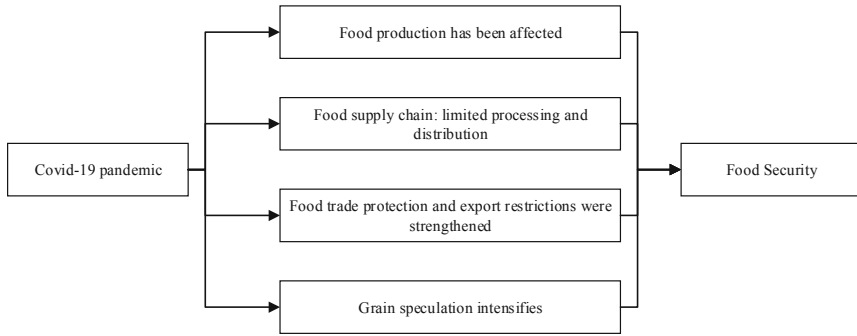 Food production has been affected
Food supply chain: limited processing and
distribution
Covid-19 pandemic
Food Security
Food trade protection and export restrictions were
strengthened
Grain speculation intensifies